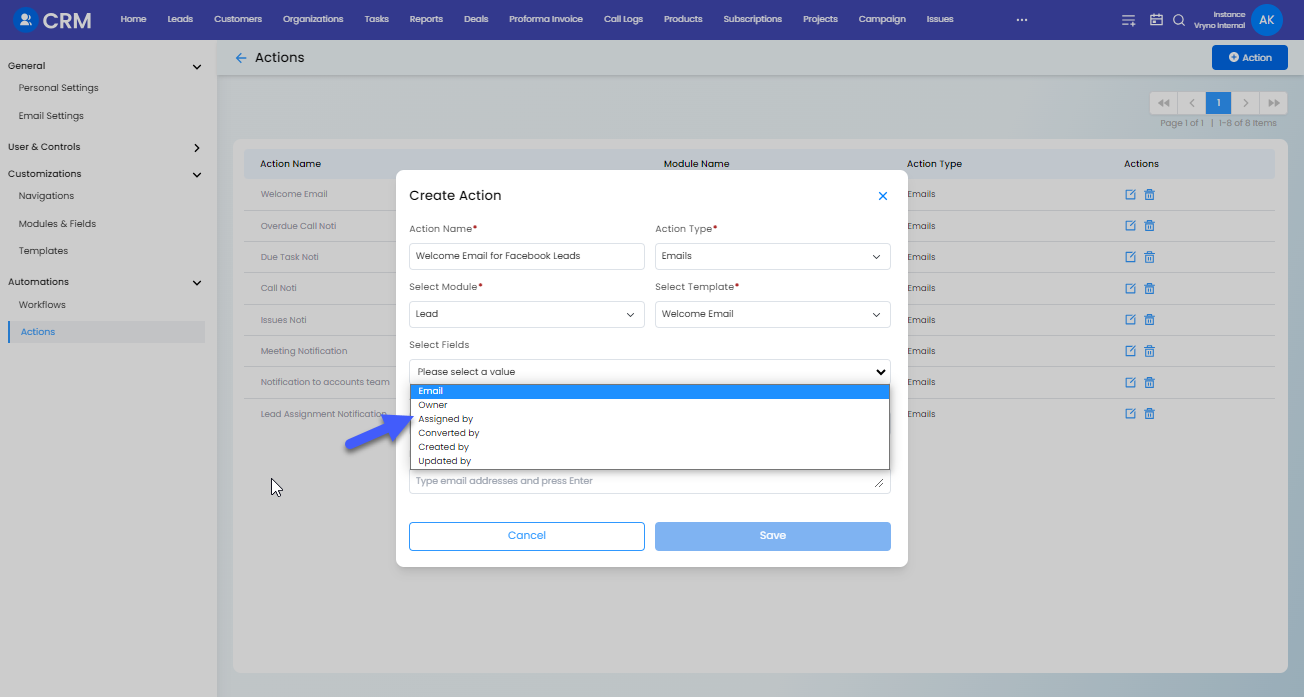 CRM
Home Leads Customers Organizations Tasks Reports Deals Proforma Invoice Call Logs Products Subscriptions Projects Campaign Issues ...
Instance
Vryno Internal
AK
General
Personal Settings
Email Settings
User & Controls
Customizations
Navigations
Modules & Fields
Templates
Automations
Workflows
Actions
Actions
Action
1
Page 1 of 1 | 1-8 of 8 Items
Action Name Module Name Action Type Actions
Welcome Email Emails
Overdue Call Noti Emails
Due Task Noti Emails
Call Noti Emails
Issues Noti Emails
Meeting Notification Emails
Notification to accounts team Emails
Lead Assignment Notification Emails
Create Action
Action Name* Action Type*
Welcome Email for Facebook Leads Emails
Select Module* Select Template*
Lead Welcome Email
Select Fields
Please select a value
Email
Owner
Assigned by
Converted by
Created by
Updated by
Type email addresses and press Enter
Cancel Save